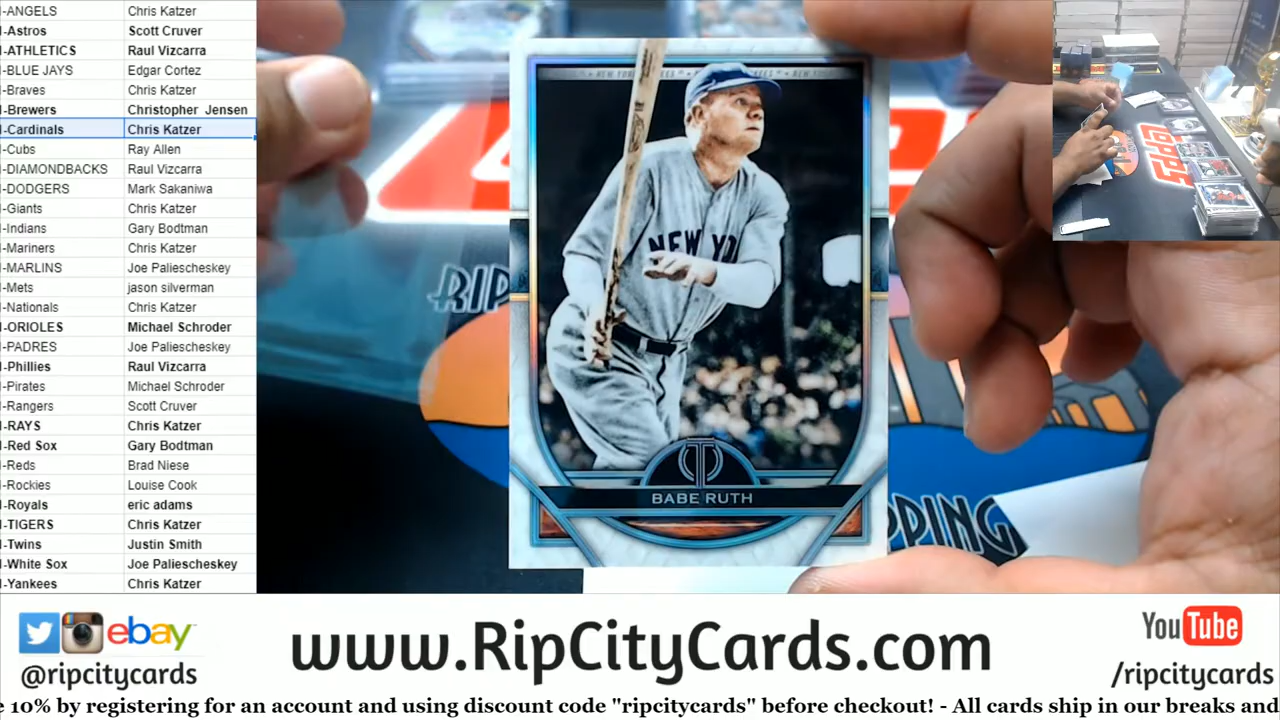 I-ANGELS Chris Katzer
I-Astros Scott Cruver
I-ATHLETICS Raul Vizcarra
I-BLUE JAYS Edgar Cortez
I-Braves Chris Katzer
I-Brewers Christopher Jensen
I-Cardinals Chris Katzer
I-Cubs Ray Allen
I-DIAMONDBACKS Raul Vizcarra
I-DODGERS Mark Sakaniwa
I-Giants Chris Katzer
I-Indians Gary Bodtman
I-Mariners Chris Katzer
I-MARLINS Joe Paliescheskey
I-Mets jason silverman
I-Nationals Chris Katzer
I-ORIOLES Michael Schroder
I-PADRES Joe Paliescheskey
I-Phillies Raul Vizcarra
I-Pirates Michael Schroder
I-Rangers Scott Cruver
I-RAYS Chris Katzer
I-Red Sox Gary Bodtman
I-Reds Brad Niese
I-Rockies Louise Cook
I-Royals eric adams
I-TIGERS Chris Katzer
I-Twins Justin Smith
I-White Sox Joe Paliescheskey
I-Yankees Chris Katzer
NEW YO
BABE RUTH
RIP
PPING
TOPPS
ebay
@ripcitycards
www.RipCityCards.com
YouTube
/ripcitycards
e 10% by registering for an account and using discount code "ripcitycards" before checkout! - All cards ship in our breaks and